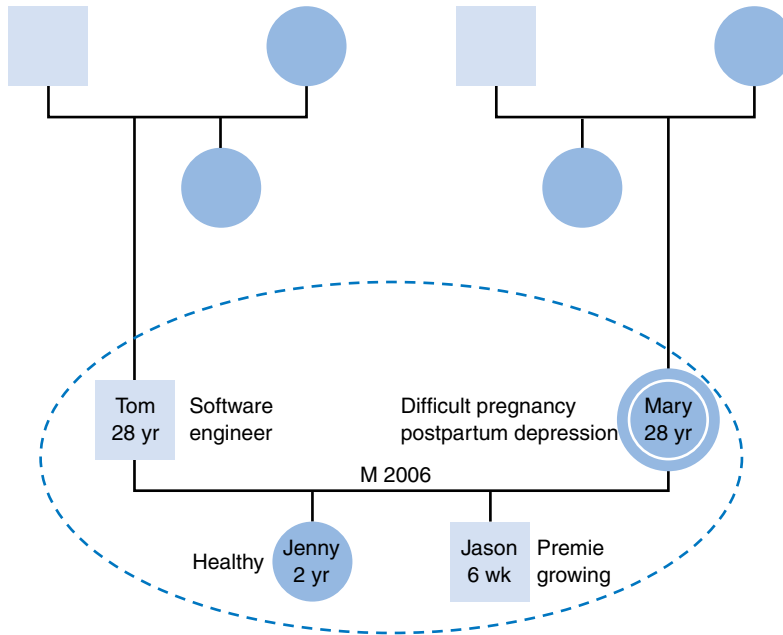 Tom
28 yr
Software
engineer
Difficult pregnancy
postpartum depression
Mary
28 yr
M 2006
Healthy
Jenny
2 yr
Jason
6 wk
Premie
growing